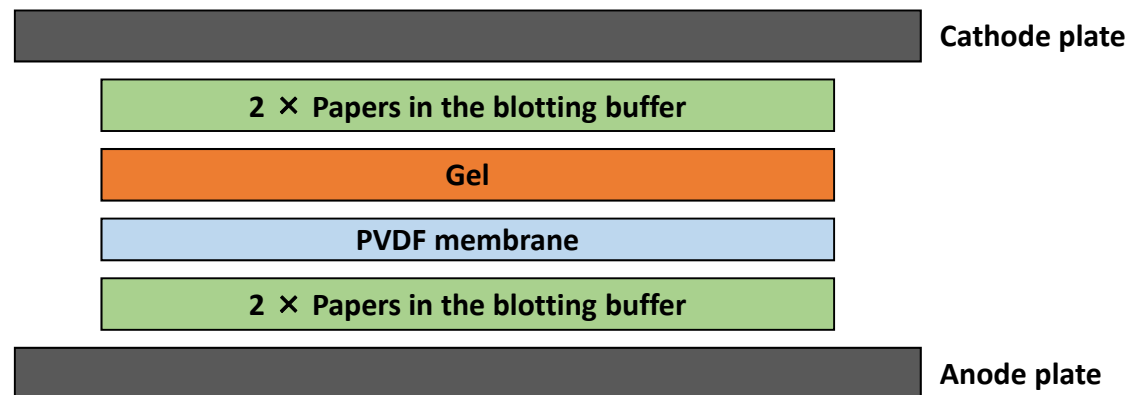 Cathode plate
2 × Papers in the blotting buffer
Gel
PVDF membrane
2 × Papers in the blotting buffer
Anode plate